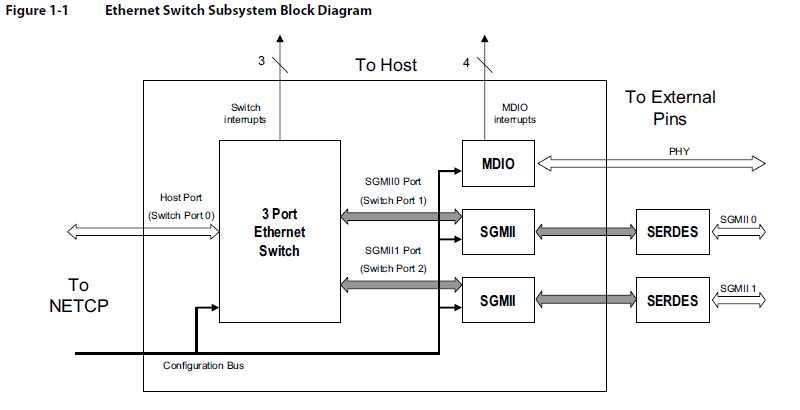 Figure 1-1 Ethernet Switch Subsystem Block Diagram
3
To Host
4
To External
Pins
Switch
interrupts
MDIO
interrupts
PHY
MDIO
SGMII0 Port
(Switch Port 1)
Host Port
(Switch Port 0)
3 Port
Ethernet
Switch
SGMII
SERDES
SGMII 0
SGMII1 Port
(Switch Port 2)
To
NETCP
SGMII
SERDES
SGMII 1
Configuration Bus